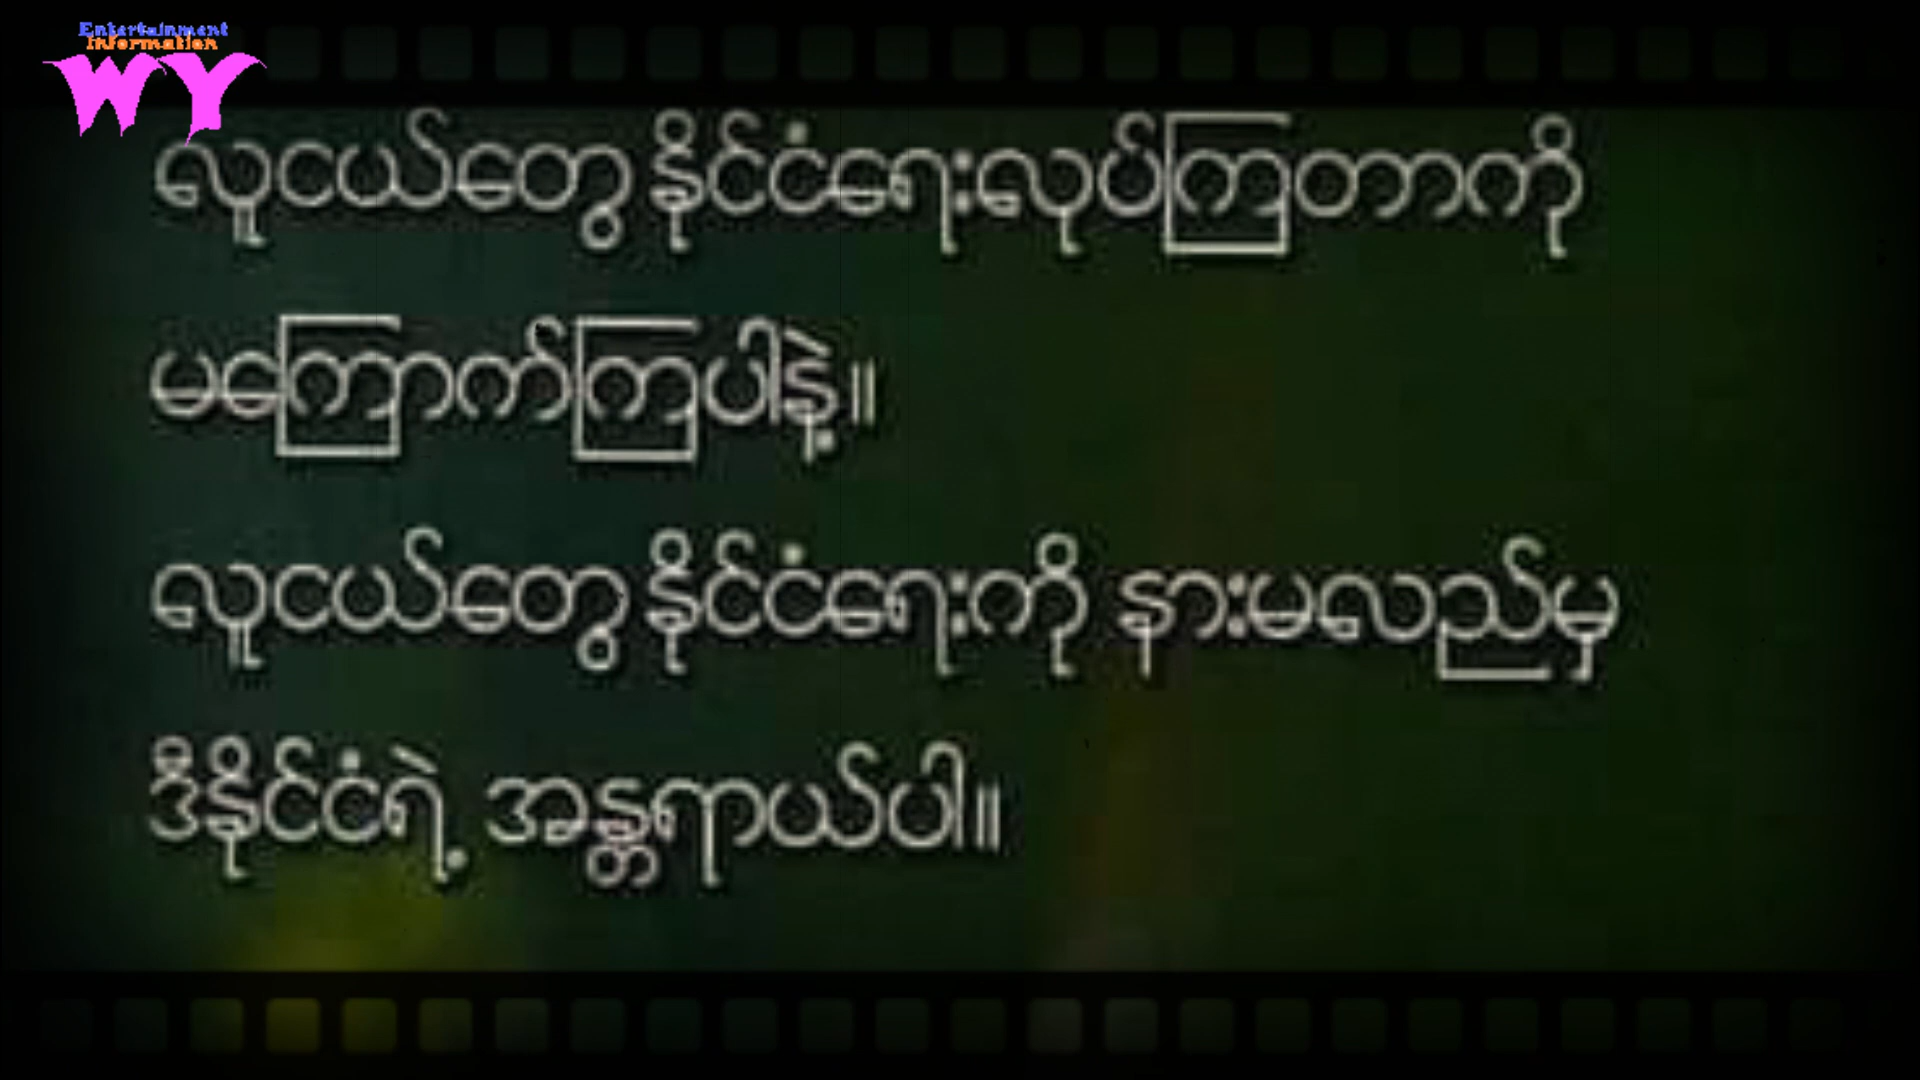 Entertainment
Information
WY
လူငယ်တွေ နိုင်ငံရေးလုပ်ကြတာကို
မကြောက်ကြပါနဲ့။
လူငယ်တွေ နိုင်ငံရေးကို နားမလည်မှ
ဒီနိုင်ငံရဲ့ အန္တရာယ်ပါ။